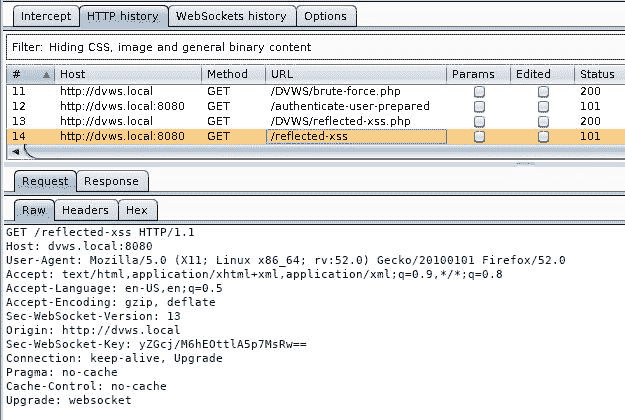 Intercept HTTP history WebSockets history Options
Filter: Hiding CSS, image and general binary content
# Host Method URL Params Edited Status
11 http://dvws.local GET /DVWS/brute-force.php 200
12 http://dvws.local:8080 GET /authenticate-user-prepared 101
13 http://dvws.local GET /DVWS/reflected-xss.php 200
14 http://dvws.local:8080 GET /reflected-xss 101
Request Response
Raw Headers Hex
GET /reflected-xss HTTP/1.1
Host: dvws.local:8080
User-Agent: Mozilla/5.0 (X11; Linux x86_64; rv:52.0) Gecko/20100101 Firefox/52.0
Accept: text/html,application/xhtml+xml,application/xml;q=0.9,*/*;q=0.8
Accept-Language: en-US,en;q=0.5
Accept-Encoding: gzip, deflate
Sec-WebSocket-Version: 13
Origin: http://dvws.local
Sec-WebSocket-Key: yZGcj/M6hEOttlA5p7MsRw==
Connection: keep-alive, Upgrade
Pragma: no-cache
Cache-Control: no-cache
Upgrade: websocket